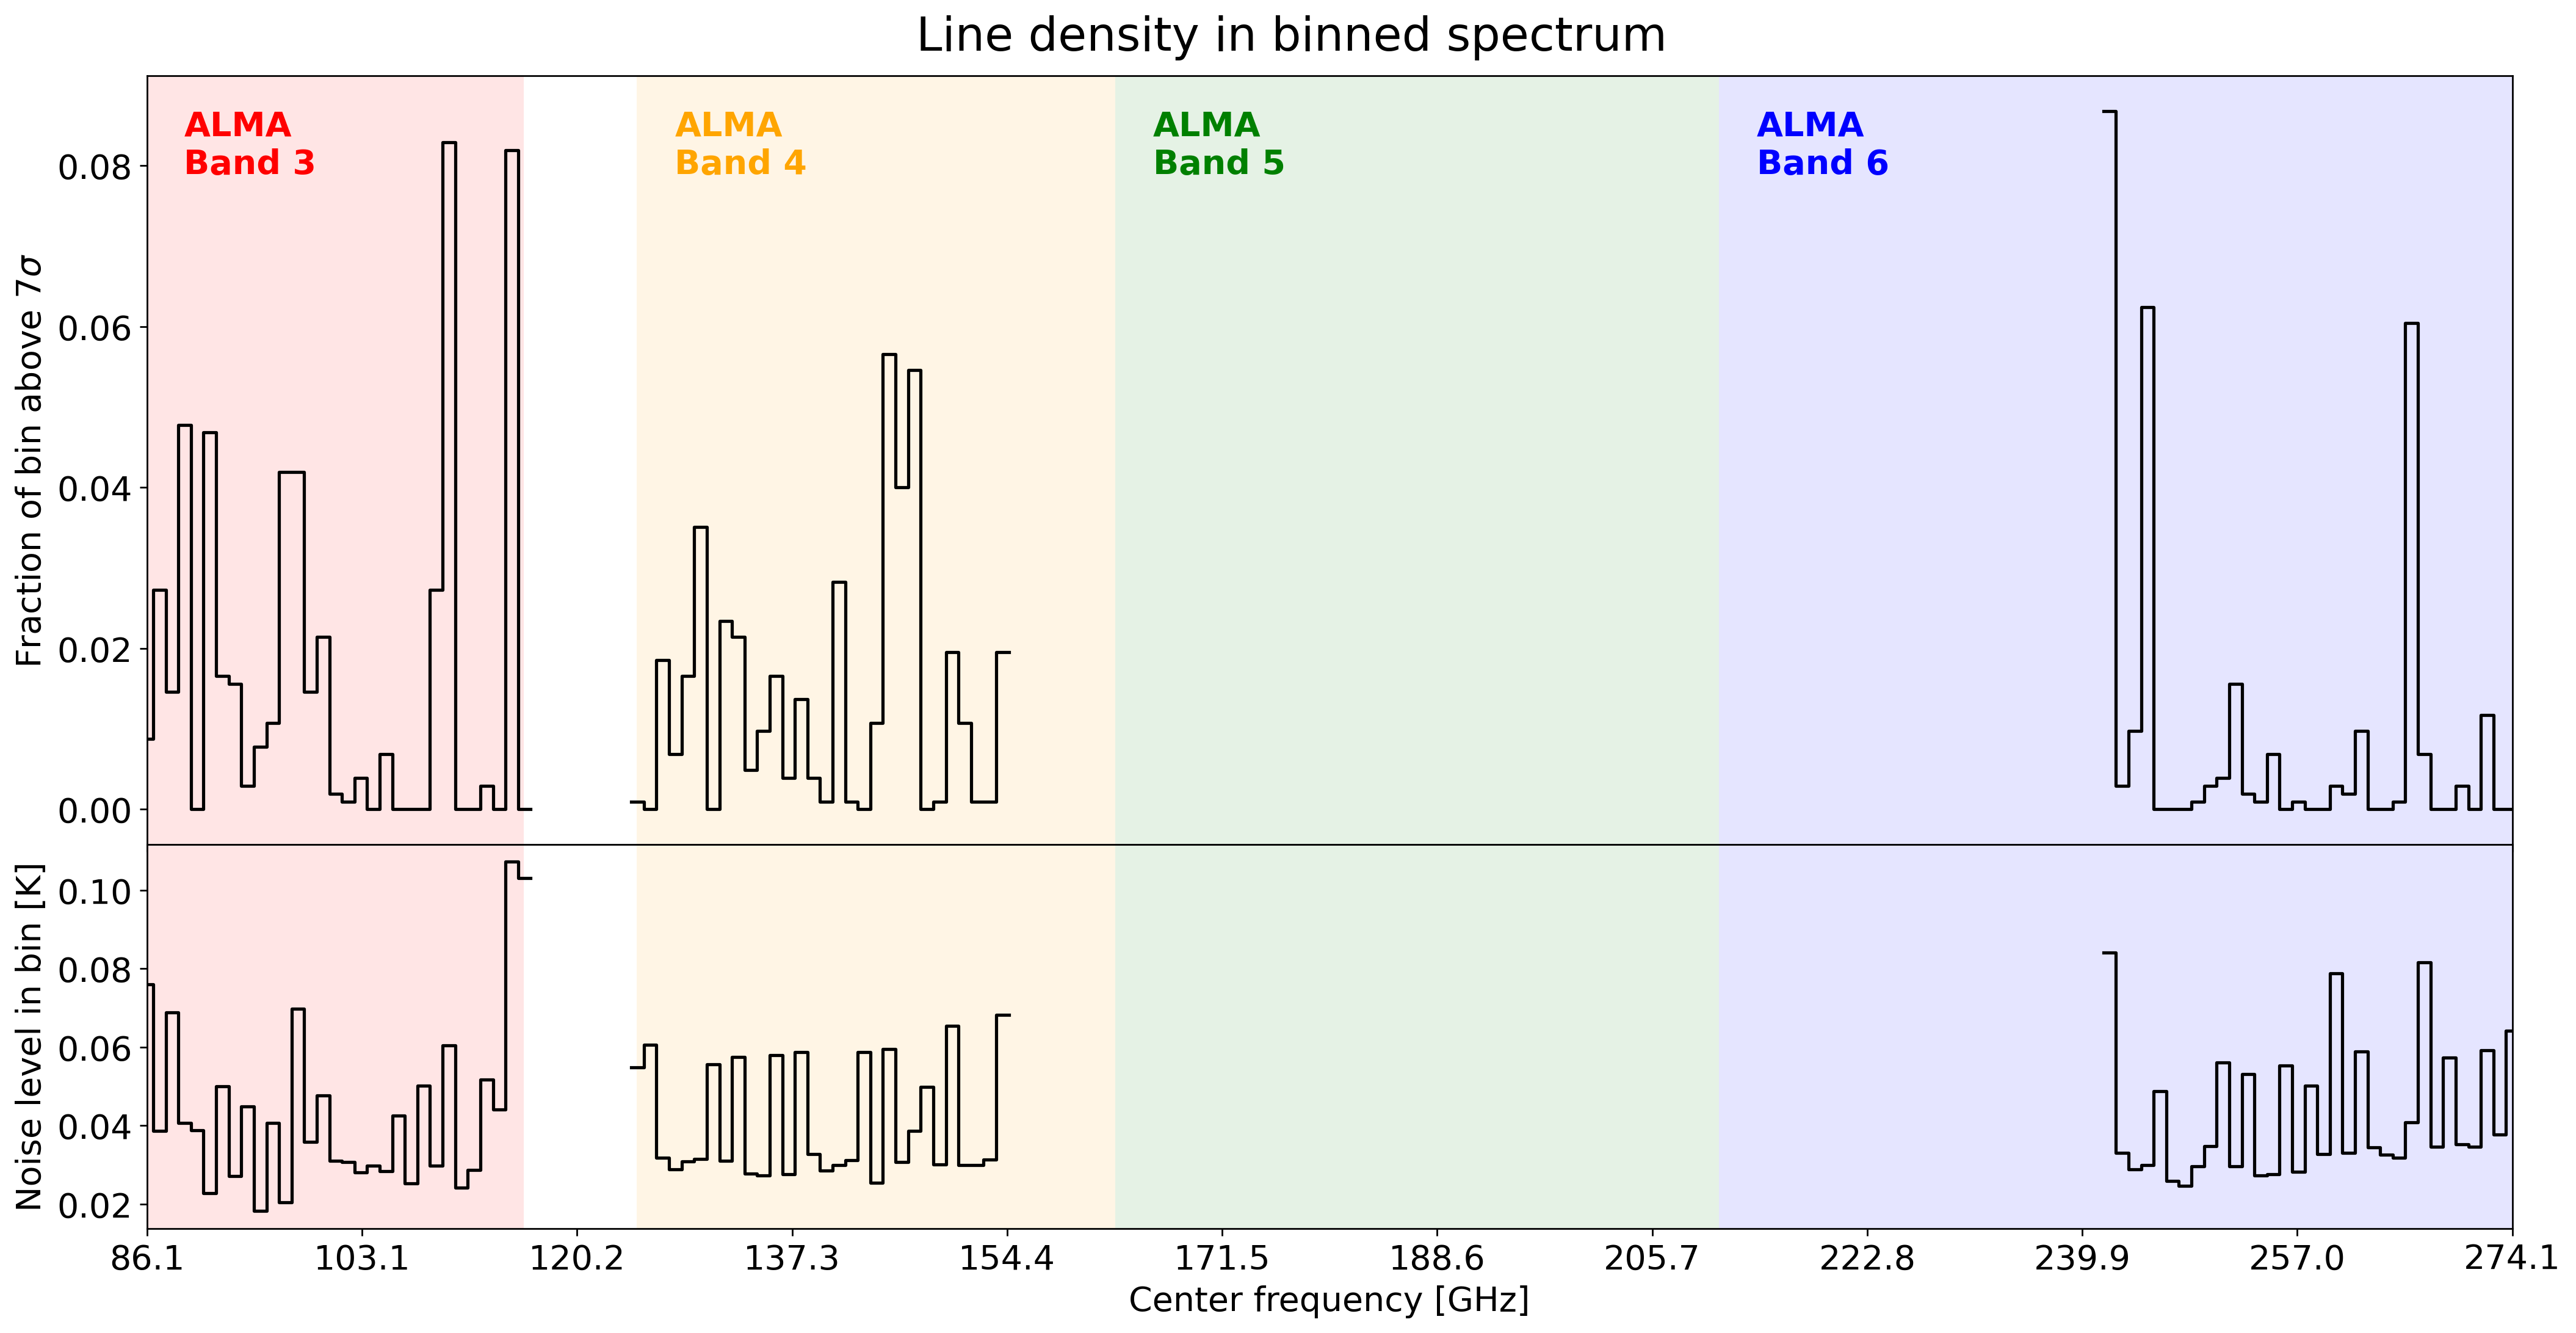 Line density in binned spectrum
ALMA
Band 3
ALMA
Band 4
ALMA
Band 5
ALMA
Band 6
Fraction of bin above 7σ
0.08
0.06
0.04
0.02
0.00
Noise level in bin [K]
0.10
0.08
0.06
0.04
0.02
86.1 103.1 120.2 137.3 154.4 171.5 188.6 205.7 222.8 239.9 257.0 274.1
Center frequency [GHz]